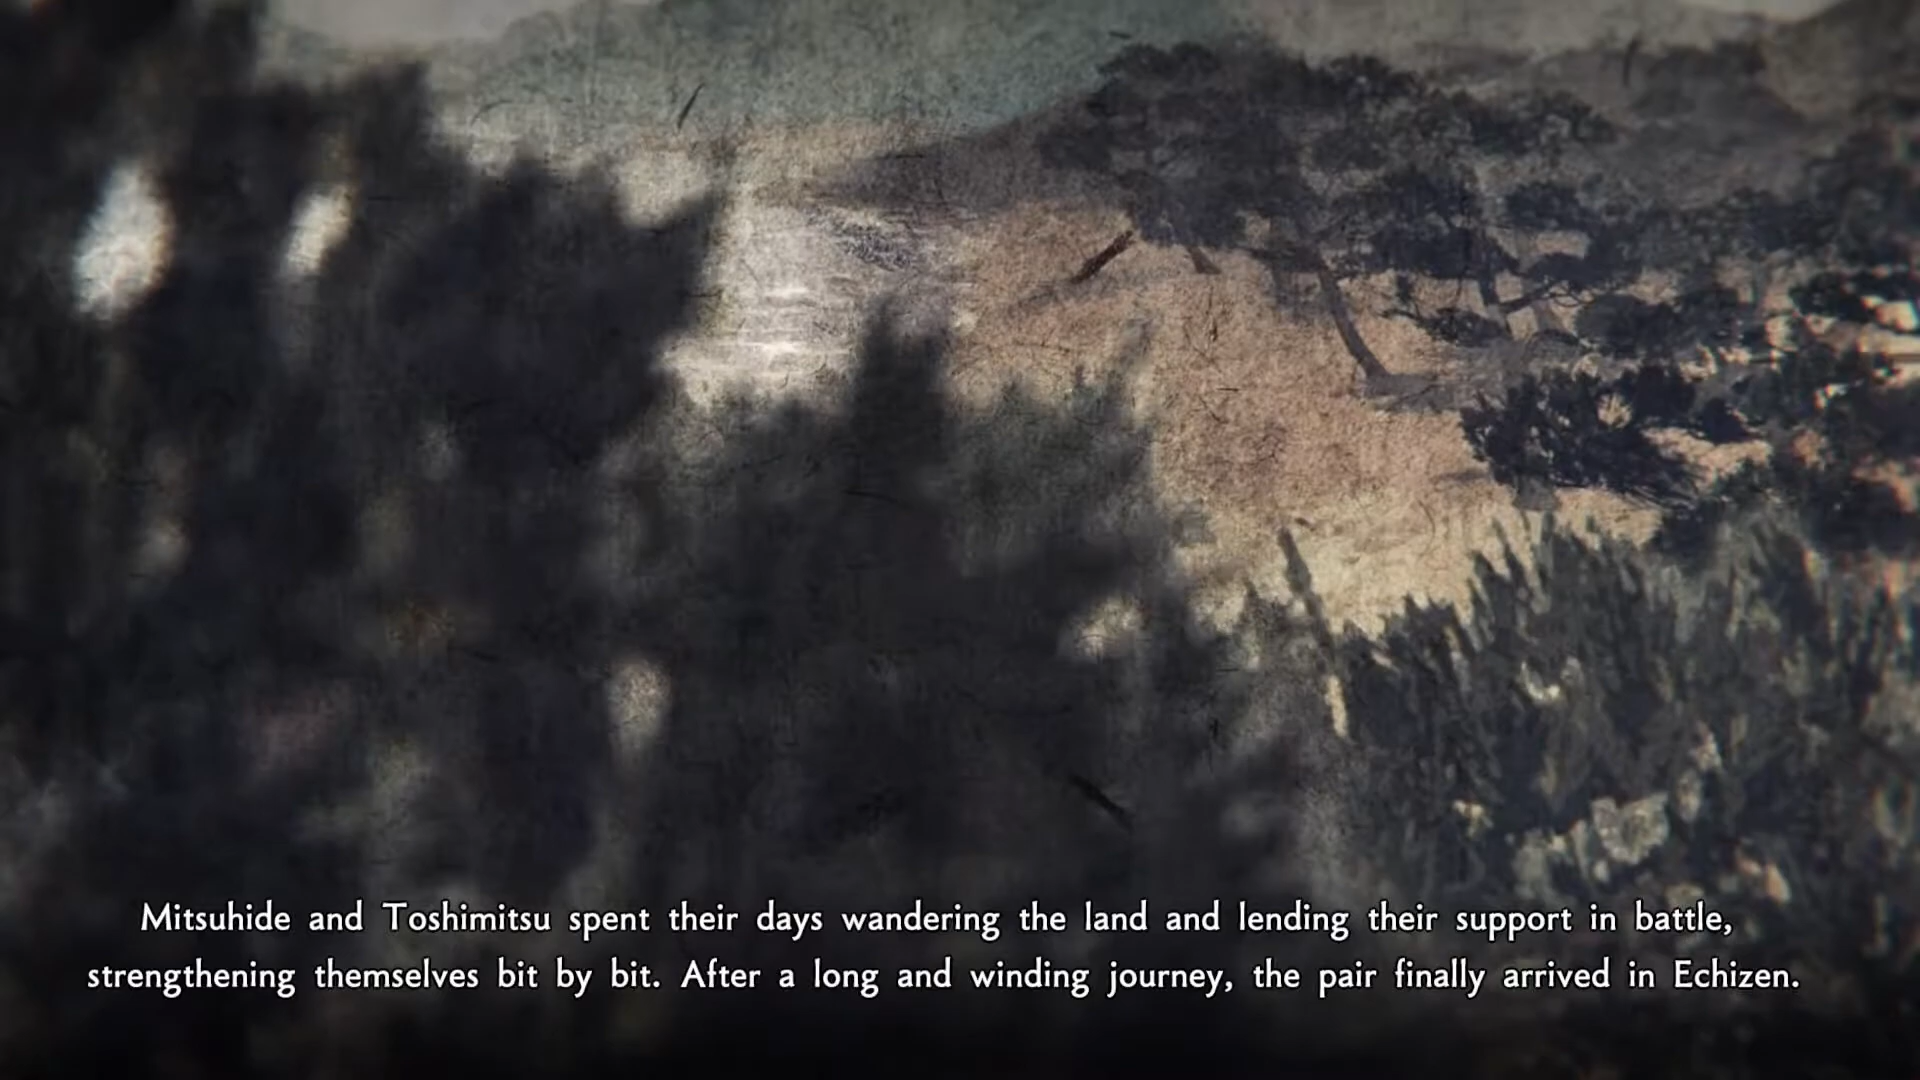 Mitsuhide and Toshimitsu spent their days wandering the land and lending their support in battle,
strengthening themselves bit by bit. After a long and winding journey, the pair finally arrived in Echizen.